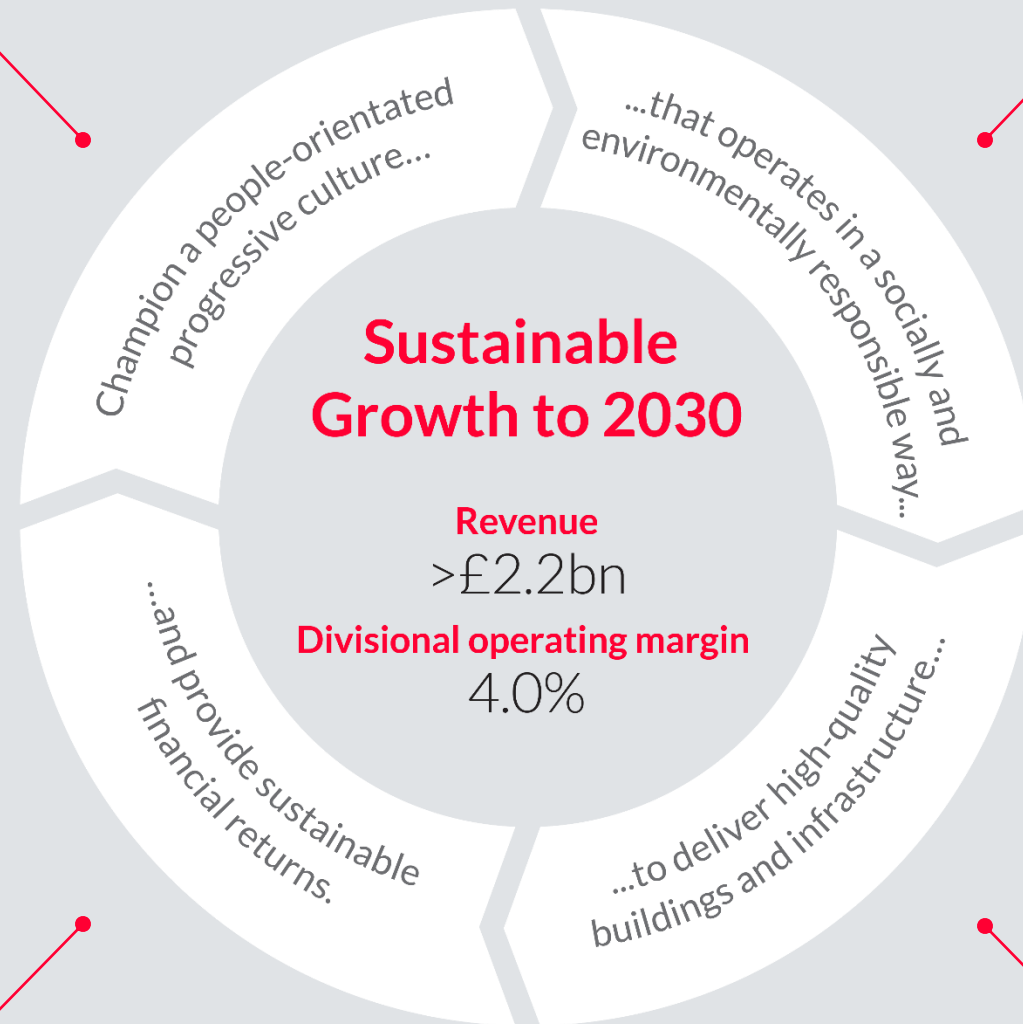 Champion a people-orientated
progressive culture...
...that operates in a socially and
environmentally responsible way...
...to deliver high-quality
buildings and infrastructure...
...and provide sustainable
financial returns.
Sustainable
Growth to 2030
Revenue
>£2.2bn
Divisional operating margin
4.0%